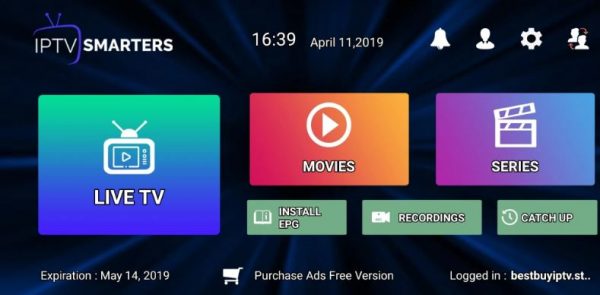 IPTV SMARTERS
16:39 April 11,2019
LIVE TV
MOVIES
SERIES
INSTALL
EPG
RECORDINGS
CATCH UP
Expiration : May 14, 2019
Purchase Ads Free Version
Logged in : bestbuyiptv.st..